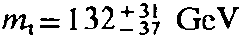 m_t = 132 ^{+31}_{-37} GeV